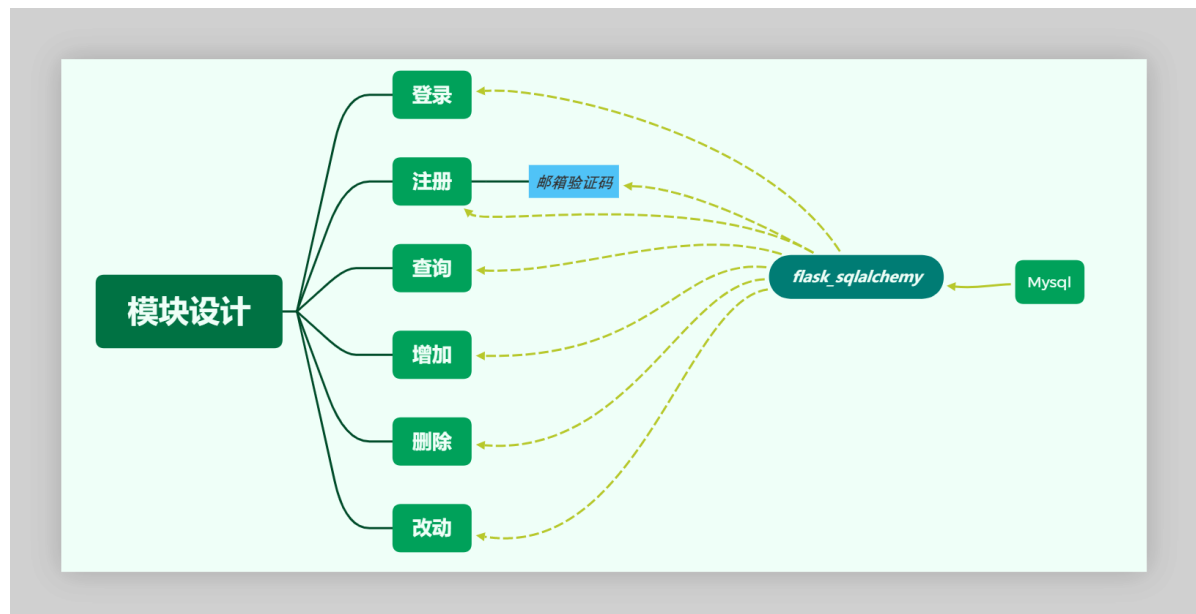 登录
注册
邮箱验证码
查询
flask_sqlalchemy
Mysql
模块设计
增加
删除
改动